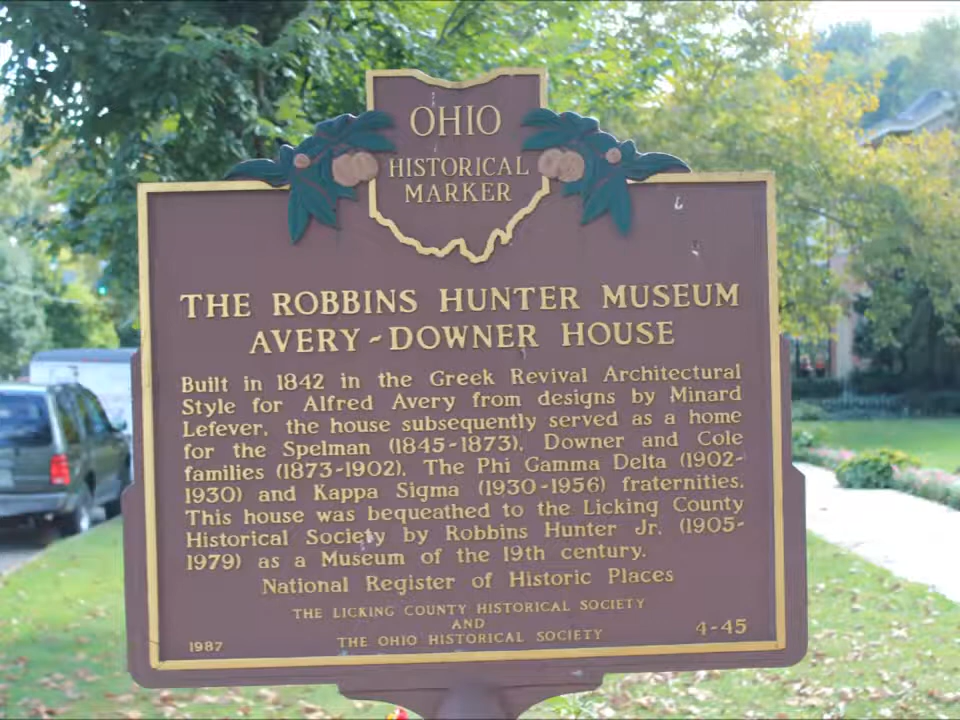 OHIO
HISTORICAL
MARKER
THE ROBBINS HUNTER MUSEUM
AVERY-DOWNER HOUSE
Built in 1842 in the Greek Revival Architectural
Style for Alfred Avery from designs by Minard
Lefever, the house subsequently served as a home
for the Spelman (1845-1873), Downer and Cole
families (1873-1902), The Phi Gamma Delta (1902-
1930) and Kappa Sigma (1930-1956) fraternities.
This house was bequeathed to the Licking County
Historical Society by Robbins Hunter Jr. (1905-
1979) as a Museum of the 19th century.
National Register of Historic Places
THE LICKING COUNTY HISTORICAL SOCIETY
AND
THE OHIO HISTORICAL SOCIETY
1987
4-45